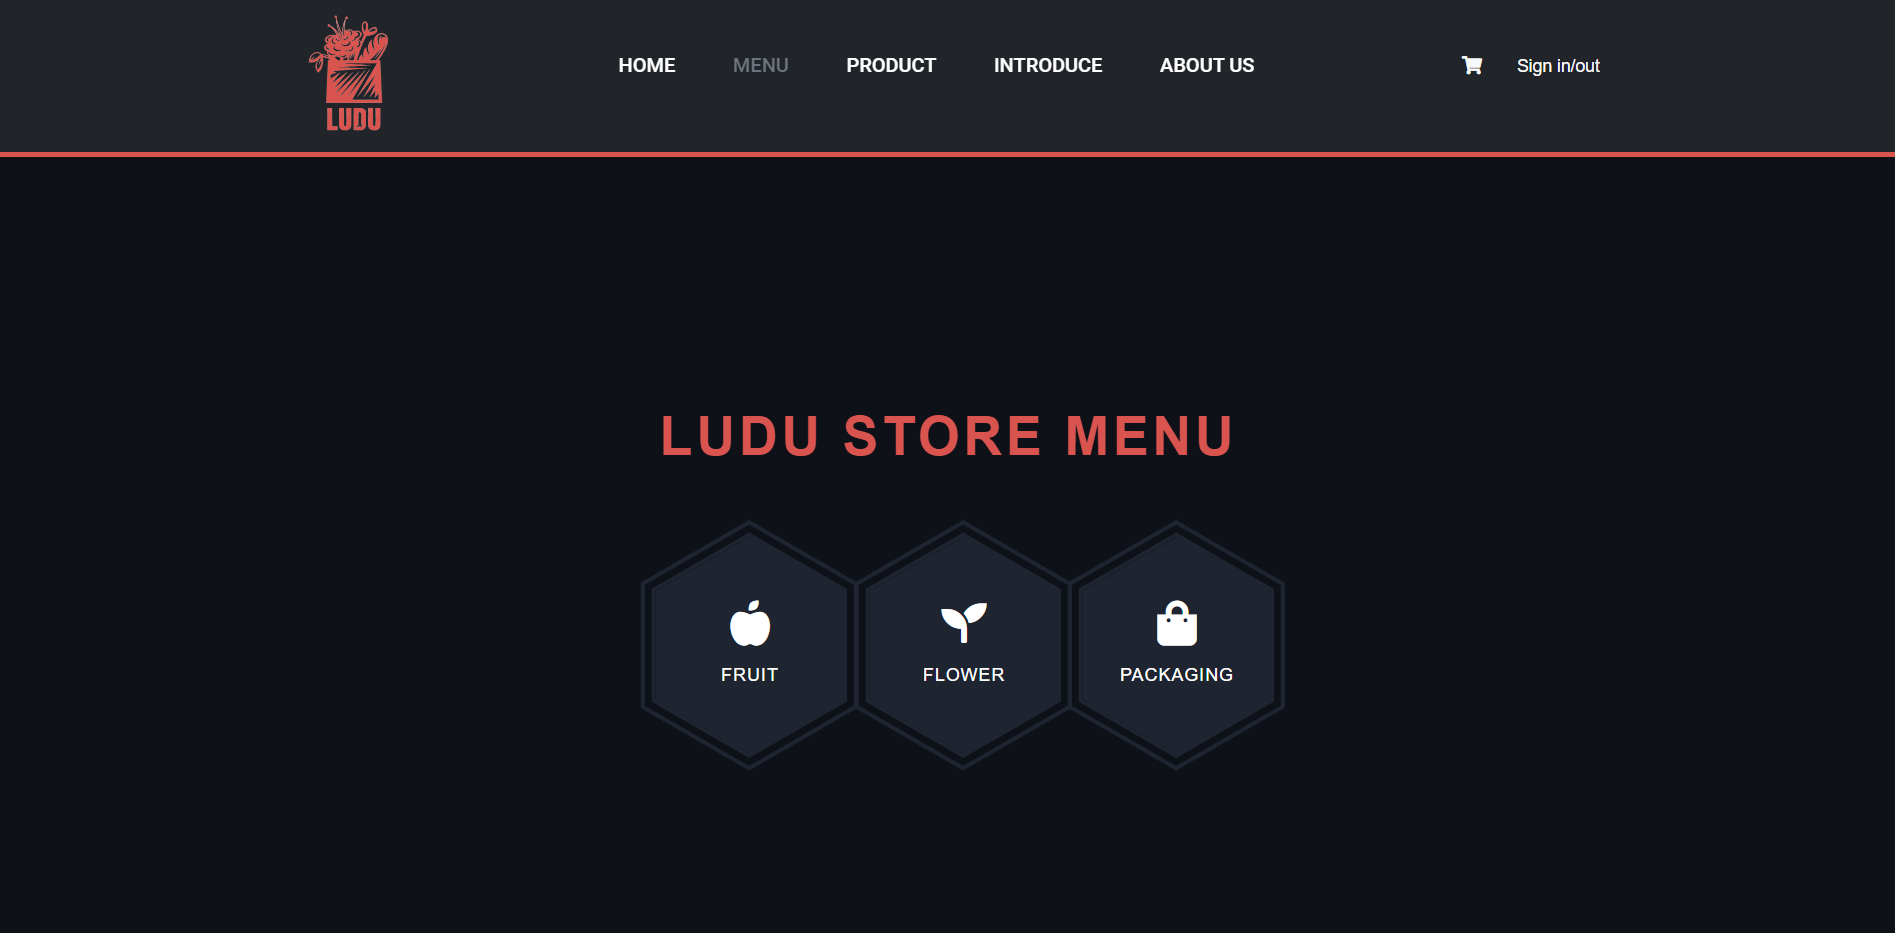 LUDU
HOME MENU PRODUCT INTRODUCE ABOUT US Sign in/out
LUDU STORE MENU
FRUIT FLOWER PACKAGING